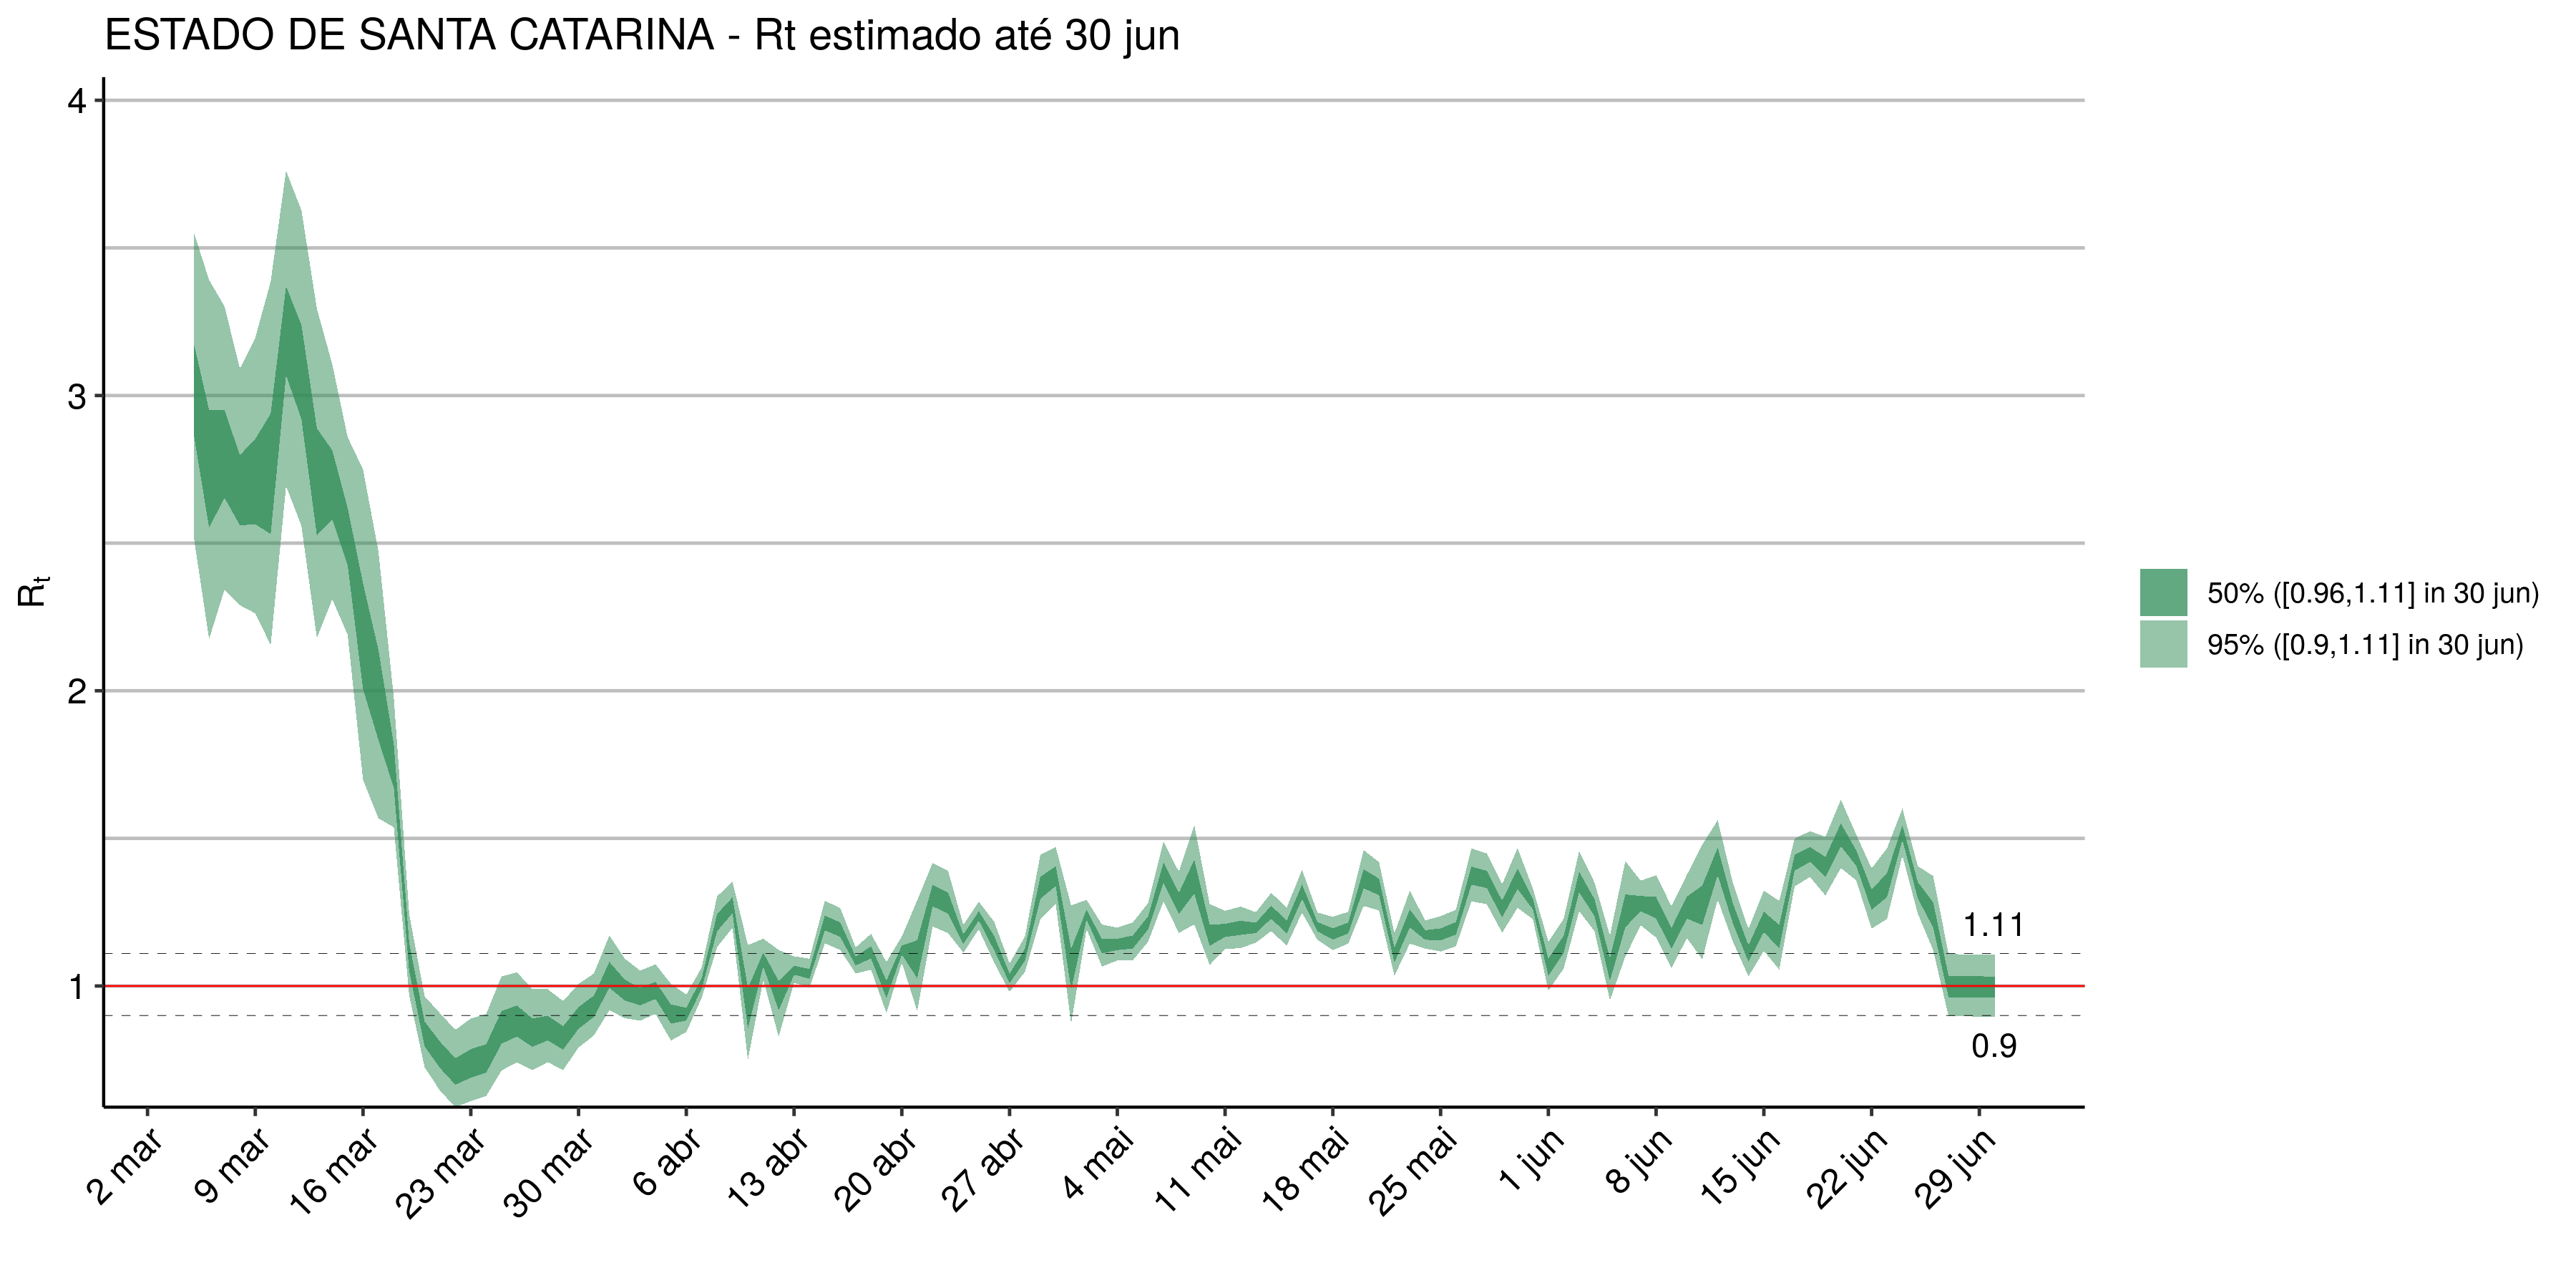 ESTADO DE SANTA CATARINA - Rt estimado até 30 jun
4
3
2
1
Rt
1.11
0.9
50% ([0.96,1.11] in 30 jun)
95% ([0.9,1.11] in 30 jun)
2 mar
9 mar
16 mar
23 mar
30 mar
6 abr
13 abr
20 abr
27 abr
4 mai
11 mai
18 mai
25 mai
1 jun
8 jun
15 jun
22 jun
29 jun